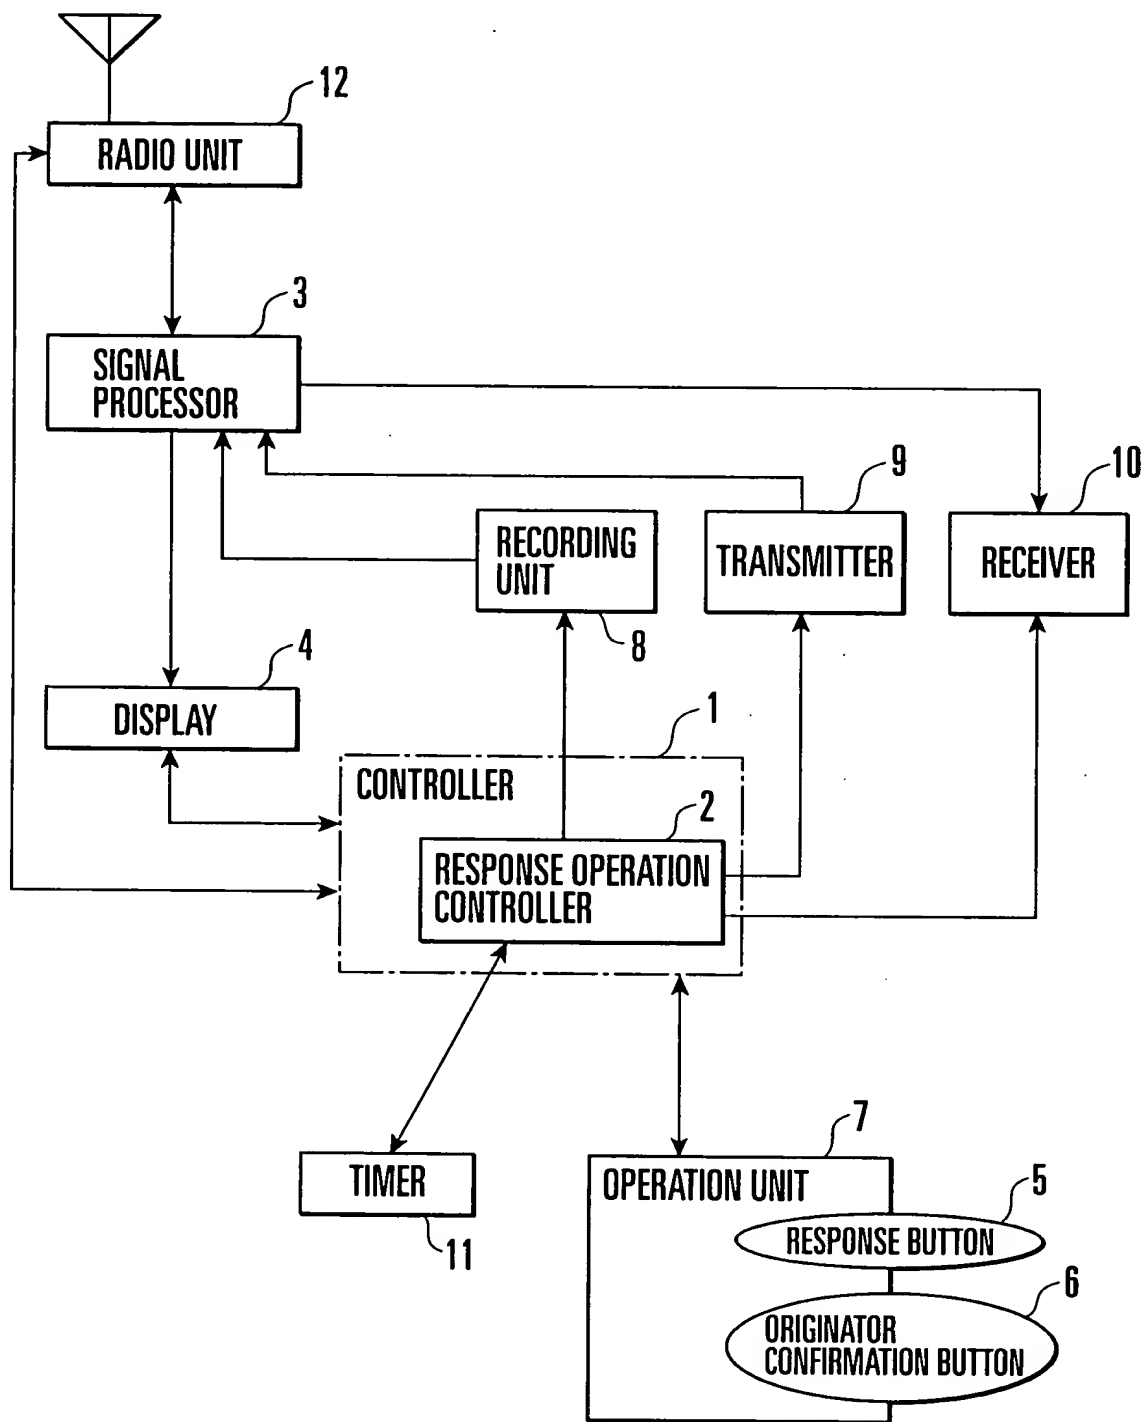 12
RADIO UNIT
3
SIGNAL
PROCESSOR
9
10
RECORDING
UNIT
TRANSMITTER
RECEIVER
8
4
DISPLAY
1
CONTROLLER
2
RESPONSE OPERATION
CONTROLLER
7
TIMER
11
OPERATION UNIT
5
RESPONSE BUTTON
6
ORIGINATOR
CONFIRMATION BUTTON